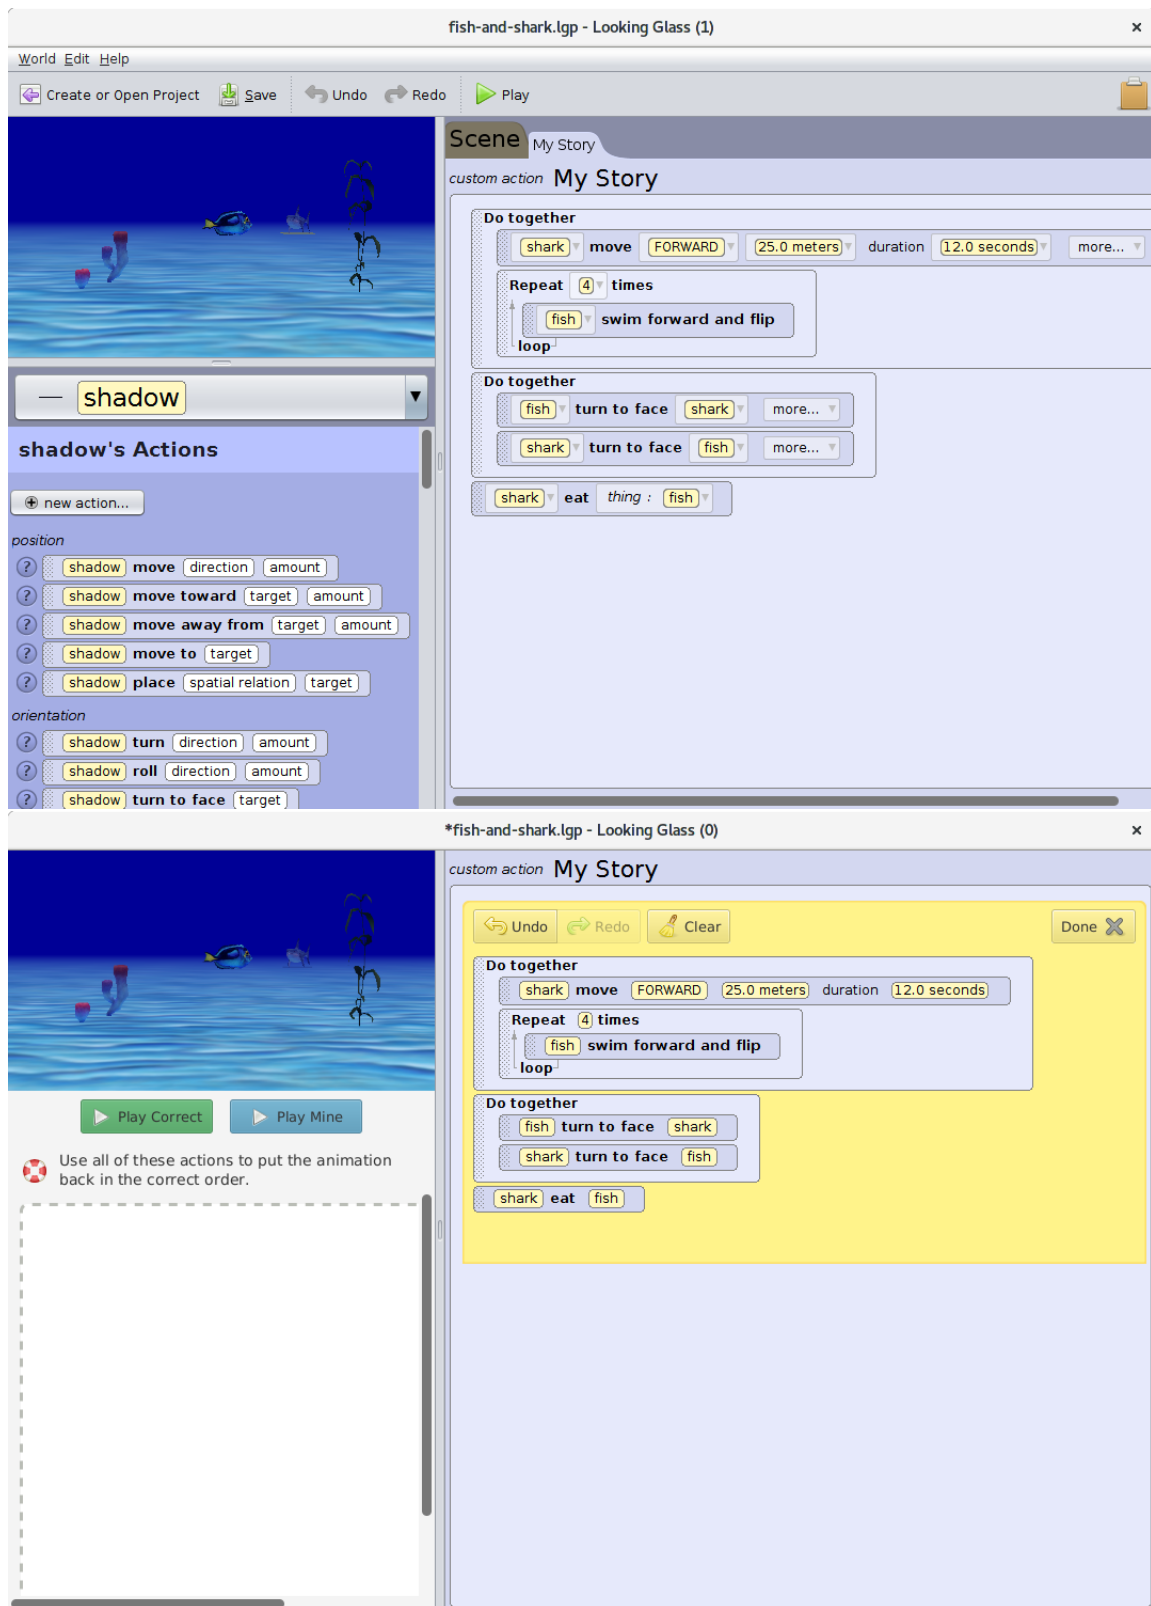 fish-and-shark.lgp - Looking Glass (1)
×
World Edit Help
Create or Open Project Save Undo Redo Play
Scene My Story
custom action My Story
Do together
shark move FORWARD 25.0 meters duration 12.0 seconds more...
Repeat 4 times
fish swim forward and flip
loop
Do together
fish turn to face shark more...
shark turn to face fish more...
shark eat thing : fish
— shadow
shadow's Actions
new action...
position
? shadow move direction amount
? shadow move toward target amount
? shadow move away from target amount
? shadow move to target
? shadow place spatial relation target
orientation
? shadow turn direction amount
? shadow roll direction amount
? shadow turn to face target
*fish-and-shark.lgp - Looking Glass (0)
×
custom action My Story
Undo Redo Clear Done
Do together
shark move FORWARD 25.0 meters duration 12.0 seconds
Repeat 4 times
fish swim forward and flip
loop
Do together
fish turn to face shark
shark turn to face fish
shark eat fish
Play Correct Play Mine
Use all of these actions to put the animation
back in the correct order.